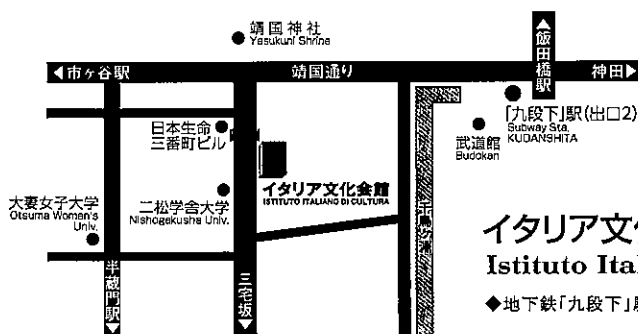 靖国神社
Yasukuni Shrine
▲飯田橋駅
◀市ヶ谷駅
靖国通り
神田▶
「九段下」駅(出口2)
Subway Sta.
KUDANSHITA
日本生命
三番町ビル
武道館
Budokan
イタリア文化会館
ISTITUTO ITALIANO DI CULTURA
大妻女子大学
Otsuma Woman's
Univ.
二松学舎大学
Nishogakusha Univ.
千鳥ヶ淵
半蔵門駅▼
三宅坂▼
イタリア文化
Istituto Ital
◆地下鉄「九段下」駅